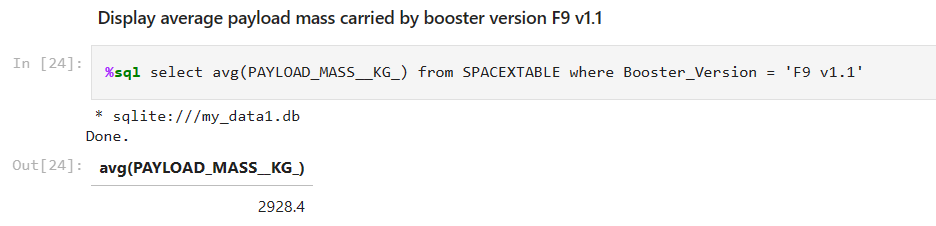 Display average payload mass carried by booster version F9 v1.1
In [24]: %sql select avg(PAYLOAD_MASS__KG_) from SPACEXTABLE where Booster_Version = 'F9 v1.1'
* sqlite:///my_data1.db
Done.
Out[24]: avg(PAYLOAD_MASS__KG_)
2928.4